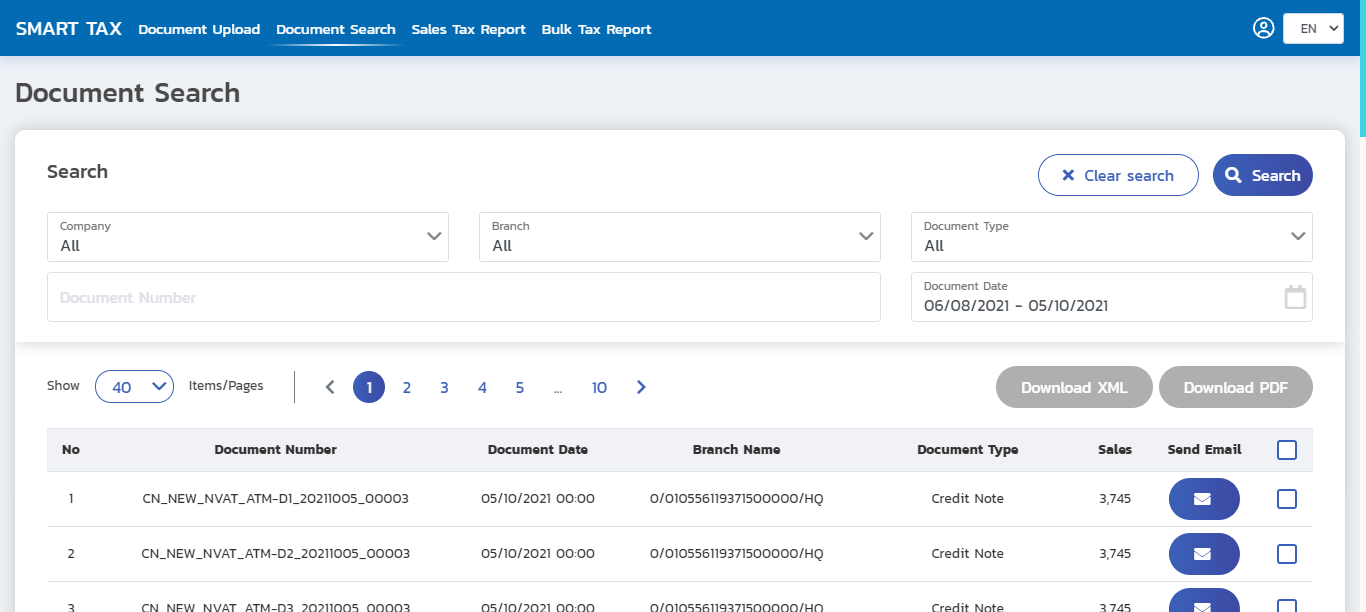 SMART TAX Document Upload Document Search Sales Tax Report Bulk Tax Report EN
Document Search
Search Clear search Search
Company Branch Document Type
All All All
Document Number
Document Date
06/08/2021 - 05/10/2021
Show 40 Items/Pages 1 2 3 4 5 ... 10 Download XML Download PDF
No Document Number Document Date Branch Name Document Type Sales Send Email
1 CN_NEW_NVAT_ATM-D1_20211005_00003 05/10/2021 00:00 0/010556119371500000/HQ Credit Note 3,745
2 CN_NEW_NVAT_ATM-D2_20211005_00003 05/10/2021 00:00 0/010556119371500000/HQ Credit Note 3,745
3 CN_NEW_NVAT_ATM-D3_20211005_00003 05/10/2021 00:00 0/010556119371500000/HQ Credit Note 3,745